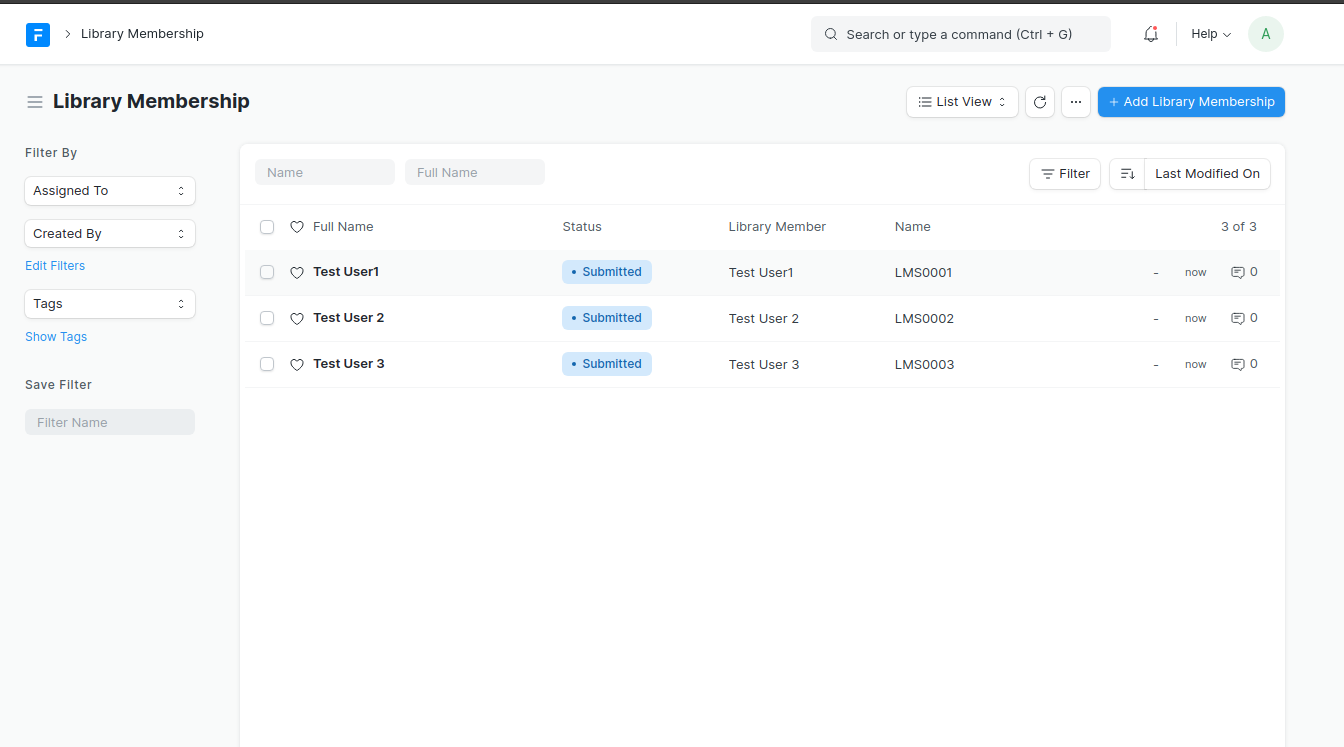 Library Membership
Search or type a command (Ctrl + G)
Help
A
Library Membership
List View
Add Library Membership
Filter By
Assigned To
Created By
Edit Filters
Tags
Show Tags
Save Filter
Filter Name
Name Full Name
Filter
Last Modified On
Full Name Status Library Member Name 3 of 3
Test User1 • Submitted Test User1 LMS0001 - now 0
Test User 2 • Submitted Test User 2 LMS0002 - now 0
Test User 3 • Submitted Test User 3 LMS0003 - now 0